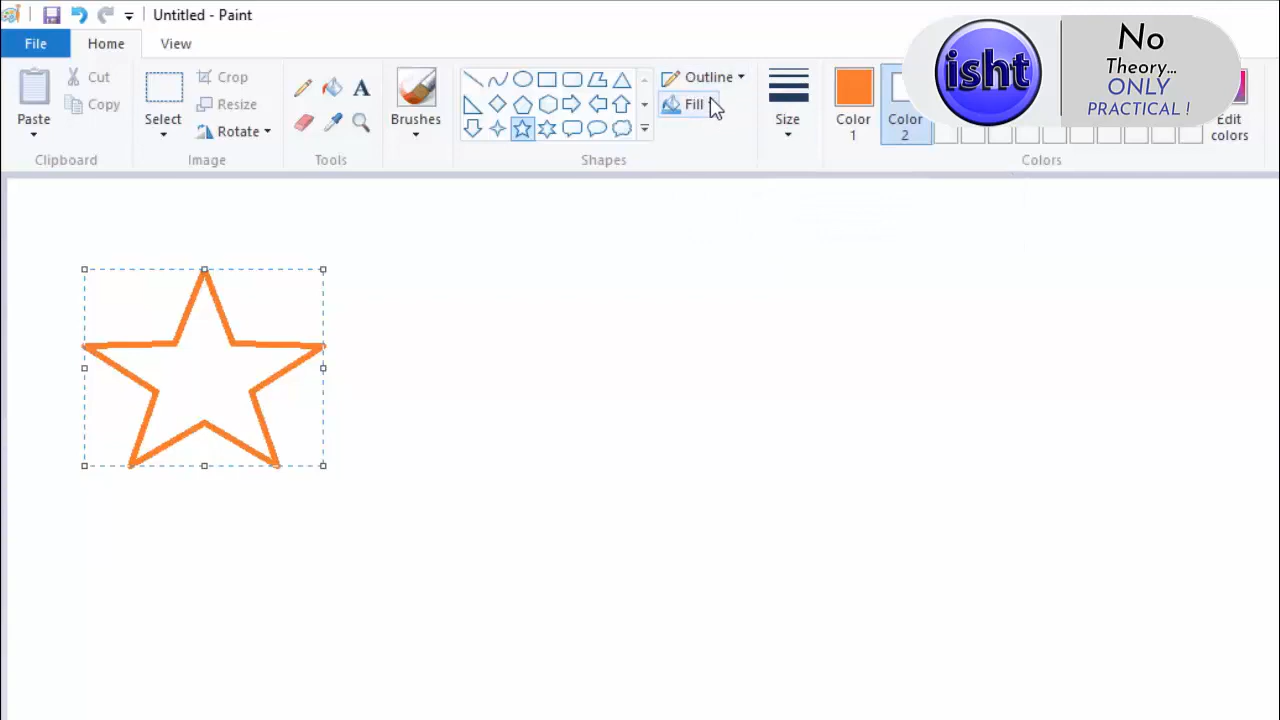 Untitled - Paint
File
Home
View
Paste
Cut
Copy
Clipboard
Select
Crop
Resize
Rotate
Image
A
Tools
Brushes
Shapes
Outline
Fill
Size
Color
1
Color
2
Edit
colors
Colors
isht
No
Theory...
ONLY
PRACTICAL !